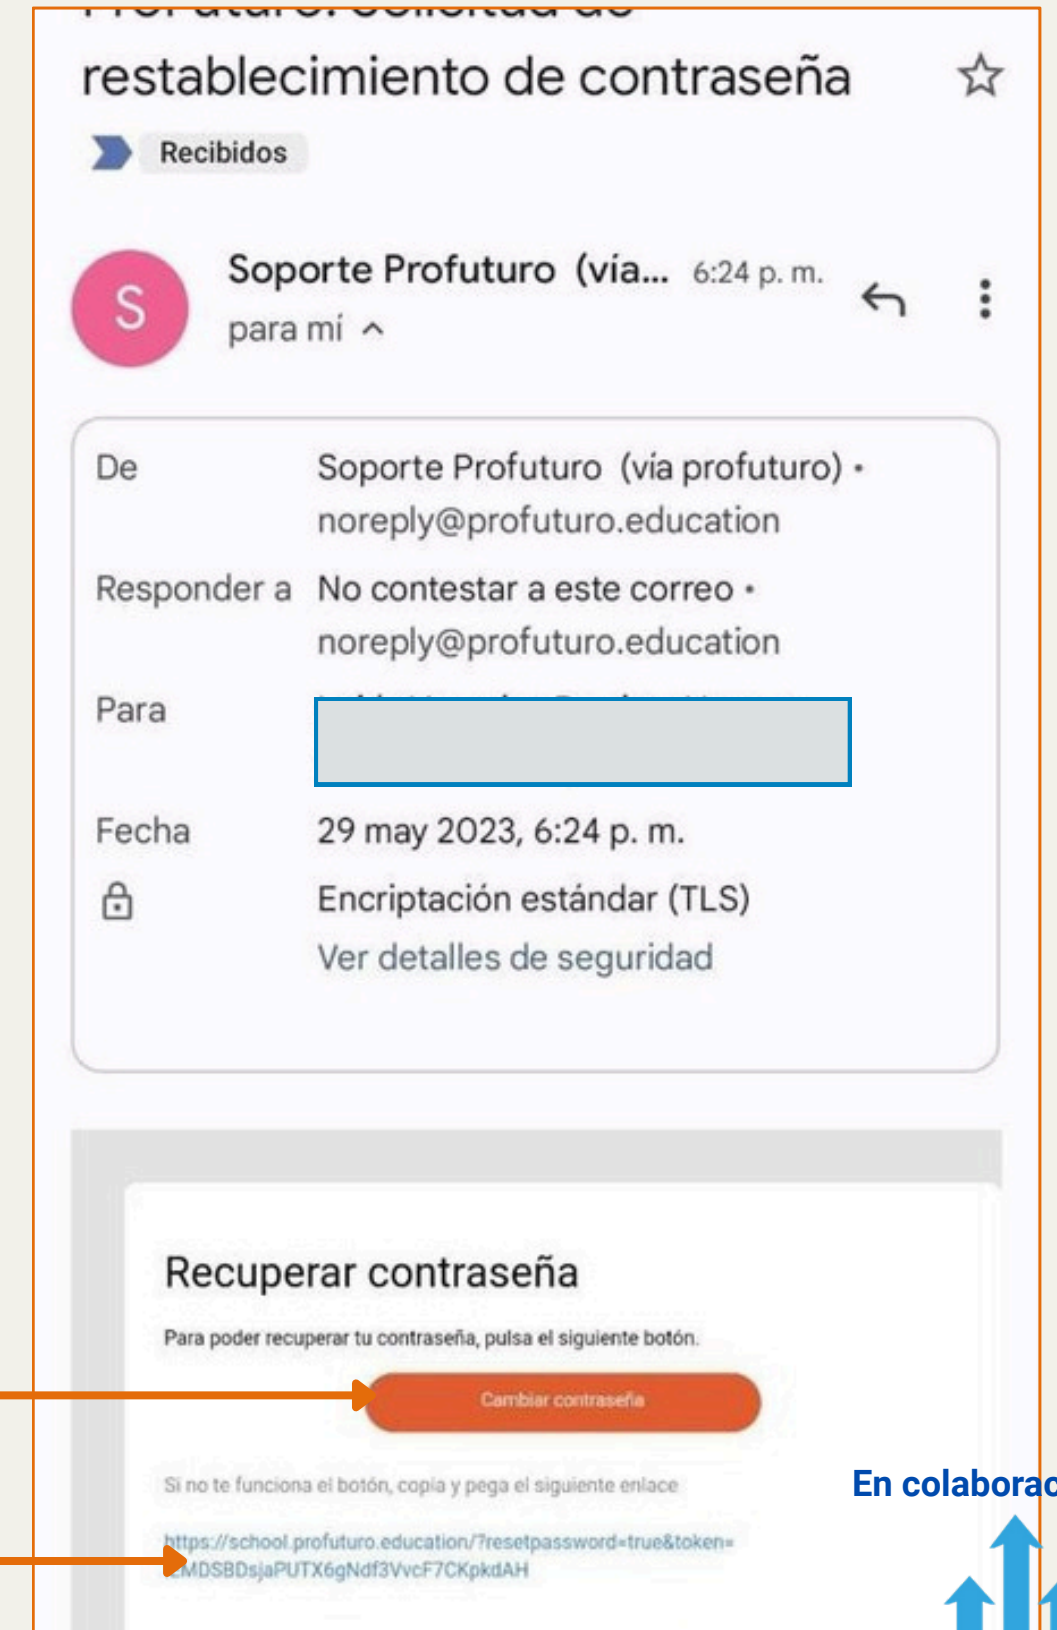 restablecimiento de contraseña
Recibidos
S
Soporte Profuturo (vía... 6:24 p. m.
para mí
De Soporte Profuturo (vía profuturo) •
noreply@profuturo.education
Responder a No contestar a este correo •
noreply@profuturo.education
Para
Fecha 29 may 2023, 6:24 p. m.
Encriptación estándar (TLS)
Ver detalles de seguridad
Recuperar contraseña
Para poder recuperar tu contraseña, pulsa el siguiente botón.
Cambiar contraseña
Si no te funciona el botón, copia y pega el siguiente enlace
https://school.profuturo.education/?resetpassword=true&token=
En colaborac